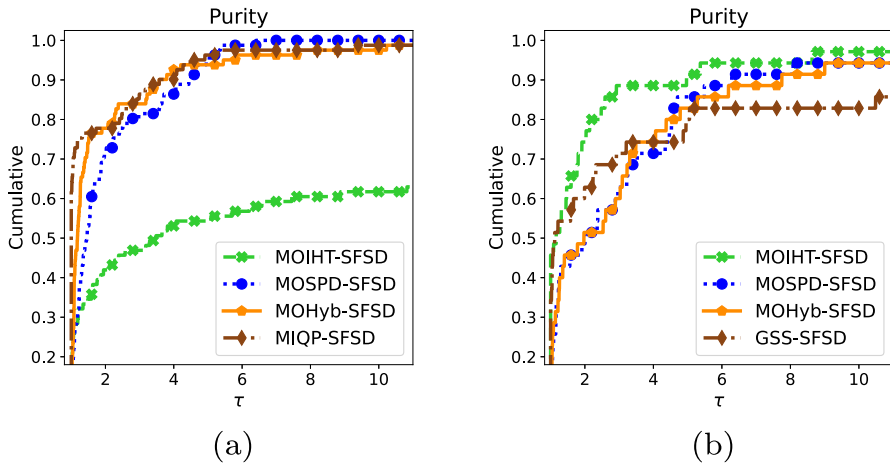 Purity
Cumulative
1.0
0.9
0.8
0.7
0.6
0.5
0.4
0.3
0.2
MOIHT-SFSD
MOSPD-SFSD
MOHyb-SFSD
MIQP-SFSD
2 4 6 8 10
τ
(a)
Purity
Cumulative
1.0
0.9
0.8
0.7
0.6
0.5
0.4
0.3
0.2
MOIHT-SFSD
MOSPD-SFSD
MOHyb-SFSD
GSS-SFSD
2 4 6 8 10
τ
(b)